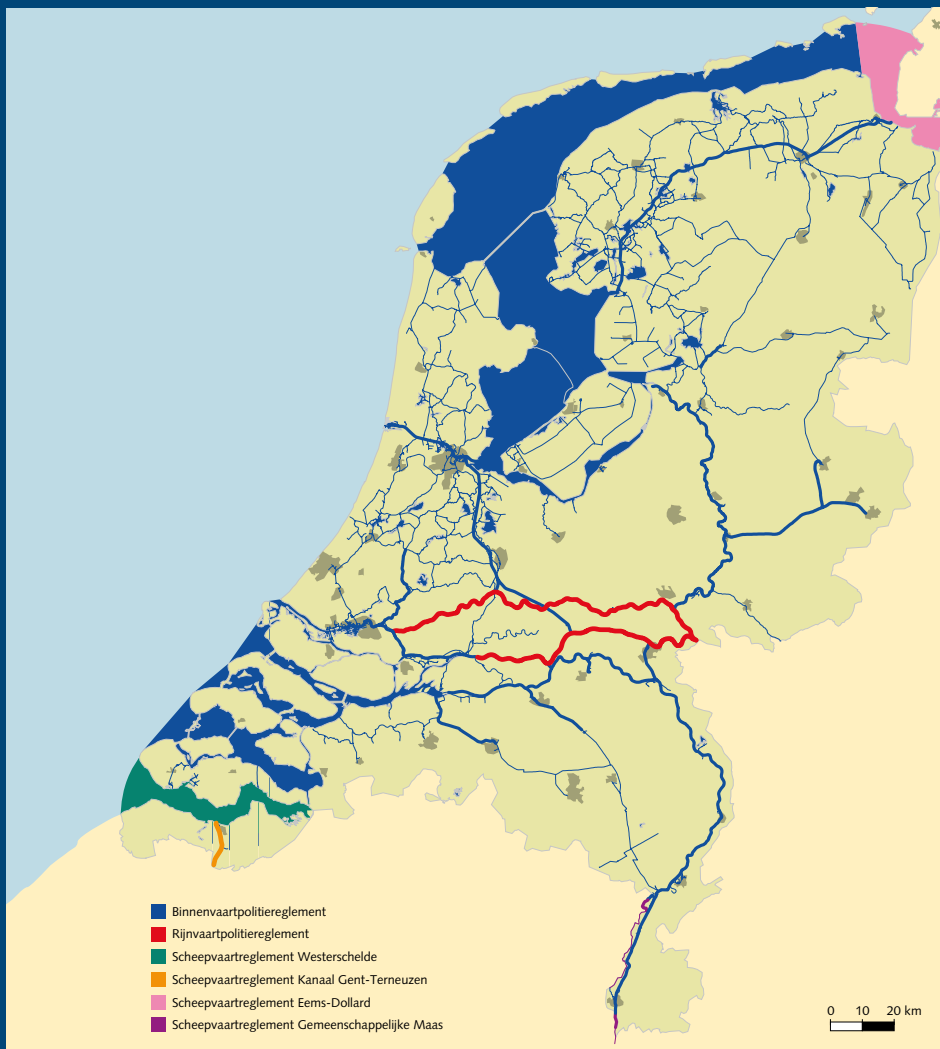 Binnenvaartpolitiereglement
Rijnvaartpolitiereglement
Scheepvaartreglement Westerschelde
Scheepvaartreglement Kanaal Gent-Terneuzen
Scheepvaartreglement Eems-Dollard
Scheepvaartreglement Gemeenschappelijke Maas
0 10 20 km